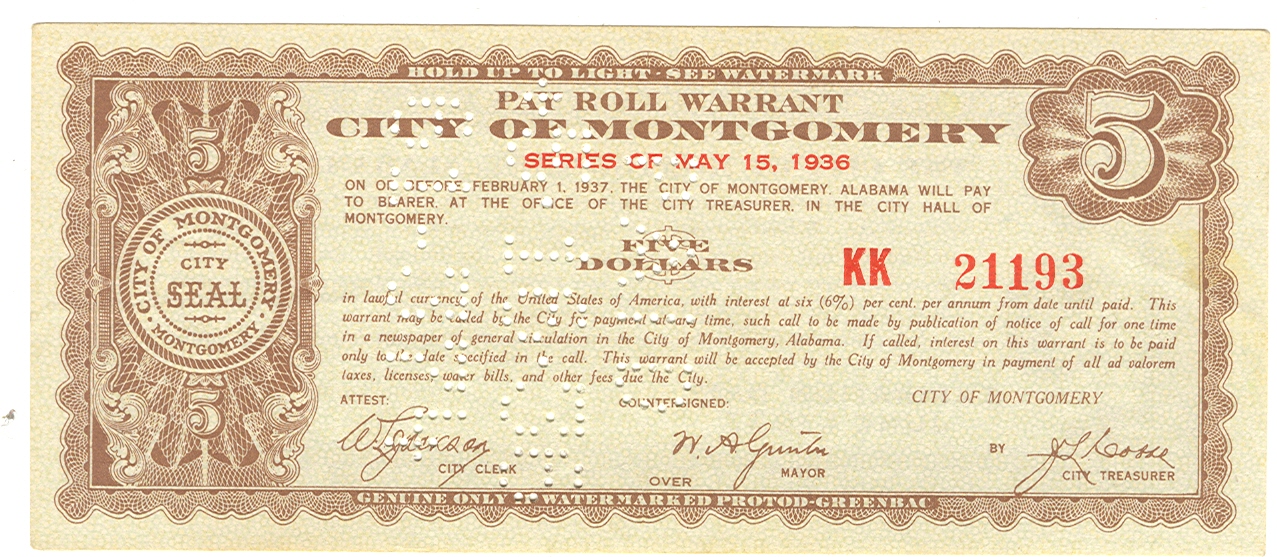 HOLD UP TO LIGHT · SEE WATERMARK
PAY ROLL WARRANT
CITY OF MONTGOMERY
SERIES OF MAY 15, 1936
5
5
ON OR BEFORE FEBRUARY 1, 1937, THE CITY OF MONTGOMERY, ALABAMA WILL PAY
TO BEARER, AT THE OFFICE OF THE CITY TREASURER, IN THE CITY HALL OF
MONTGOMERY.
CITY OF MONTGOMERY
CITY
SEAL
MONTGOMERY
FIVE
DOLLARS
KK 21193
in lawful currency of the United States of America, with interest at six (6%) per cent. per annum from date until paid. This
warrant may be called by the City for payment at any time, such call to be made by publication of notice of call for one time
in a newspaper of general circulation in the City of Montgomery, Alabama. If called, interest on this warrant is to be paid
only to the date specified in the call. This warrant will be accepted by the City of Montgomery in payment of all ad valorem
taxes, licenses, water bills, and other fees due the City.
5
ATTEST:
COUNTERSIGNED:
CITY OF MONTGOMERY
W. A. Gunter
BY
CITY CLERK
OVER
MAYOR
CITY TREASURER
GENUINE ONLY IF WATERMARKED PROTOD-GREENBAC